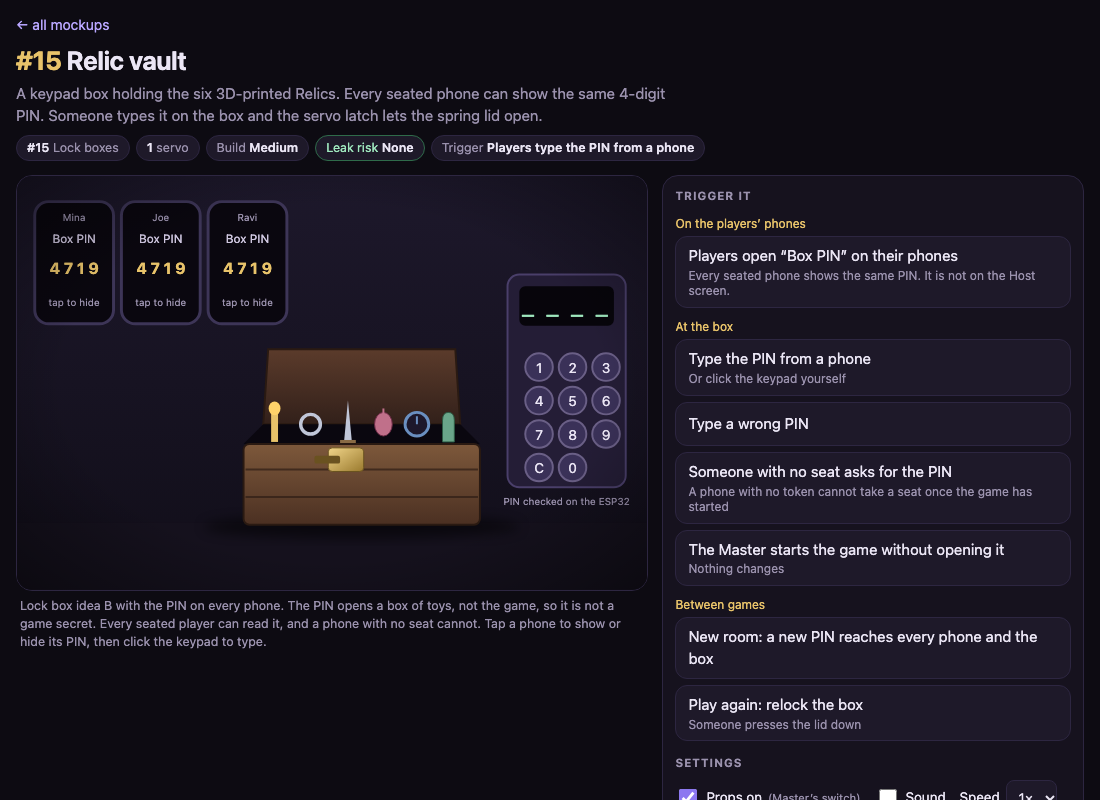 ← all mockups
#15 Relic vault
A keypad box holding the six 3D-printed Relics. Every seated phone can show the same 4-digit
PIN. Someone types it on the box and the servo latch lets the spring lid open.
#15 Lock boxes
1 servo
Build Medium
Leak risk None
Trigger Players type the PIN from a phone
Mina
Box PIN
4719
tap to hide
Joe
Box PIN
4719
tap to hide
Ravi
Box PIN
4719
tap to hide
_ _ _ _
1 2 3
4 5 6
7 8 9
C 0
PIN checked on the ESP32
Lock box idea B with the PIN on every phone. The PIN opens a box of toys, not the game, so it is not a
game secret. Every seated player can read it, and a phone with no seat cannot. Tap a phone to show or
hide its PIN, then click the keypad to type.
TRIGGER IT
On the players’ phones
Players open “Box PIN” on their phones
Every seated phone shows the same PIN. It is not on the Host
screen.
At the box
Type the PIN from a phone
Or click the keypad yourself
Type a wrong PIN
Someone with no seat asks for the PIN
A phone with no token cannot take a seat once the game has
started
The Master starts the game without opening it
Nothing changes
Between games
New room: a new PIN reaches every phone and the
box
Play again: relock the box
Someone presses the lid down
SETTINGS
Props on (Master’s switch) Sound Speed 1x